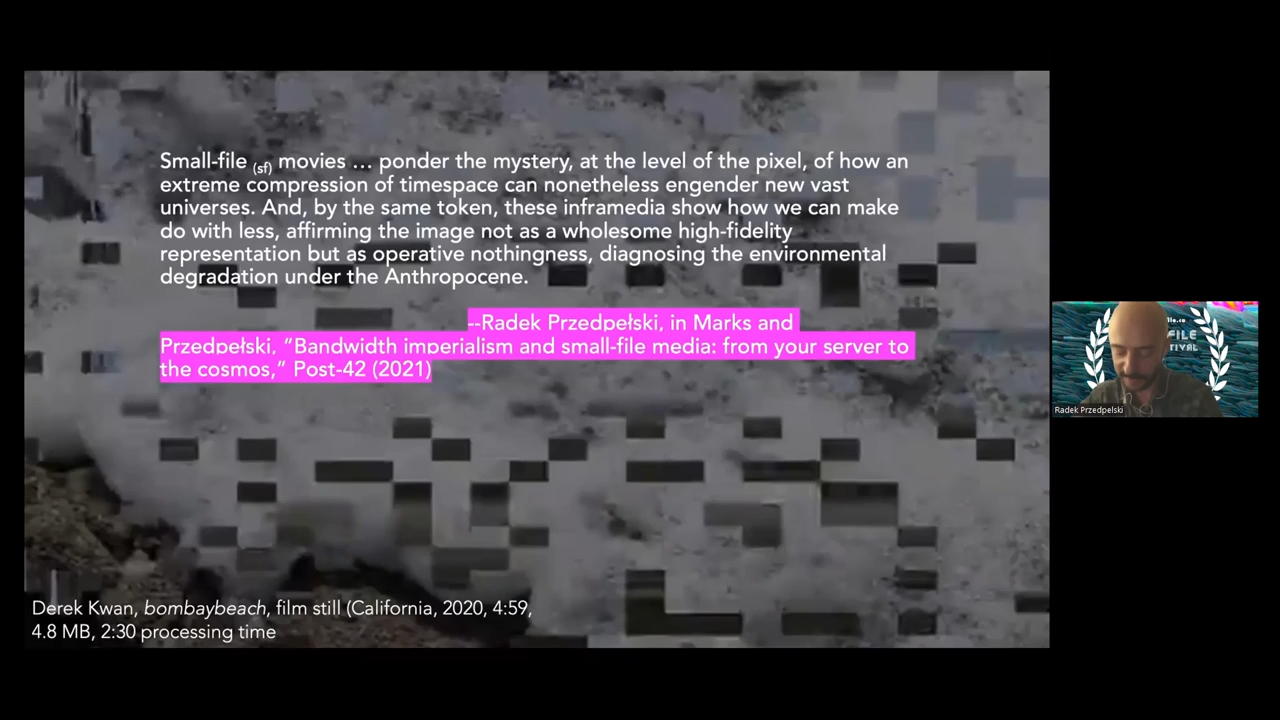 Small-file (sf) movies … ponder the mystery, at the level of the pixel, of how an
extreme compression of timespace can nonetheless engender new vast
universes. And, by the same token, these inframedia show how we can make
do with less, affirming the image not as a wholesome high-fidelity
representation but as operative nothingness, diagnosing the environmental
degradation under the Anthropocene.
--Radek Przedpełski, in Marks and
Przedpełski, “Bandwidth imperialism and small-file media: from your server to
the cosmos,” Post-42 (2021)
Derek Kwan, bombaybeach, film still (California, 2020, 4:59,
4.8 MB, 2:30 processing time
FILE
Radek Przedpelski